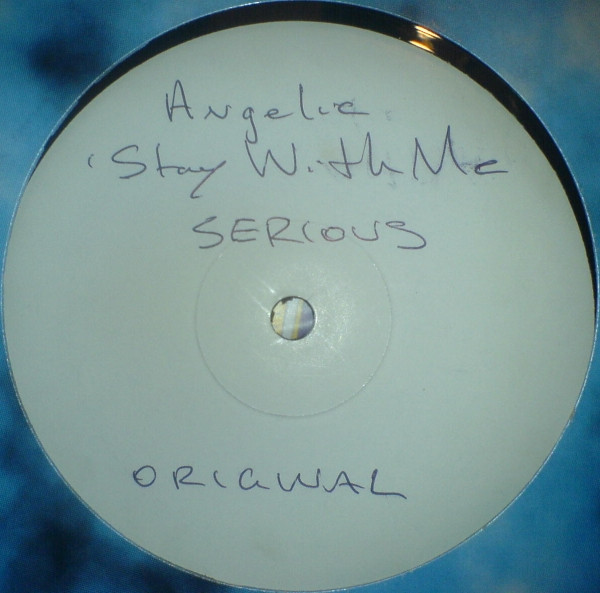 Angelic
'Stay With Me
SERIOUS
ORIGINAL